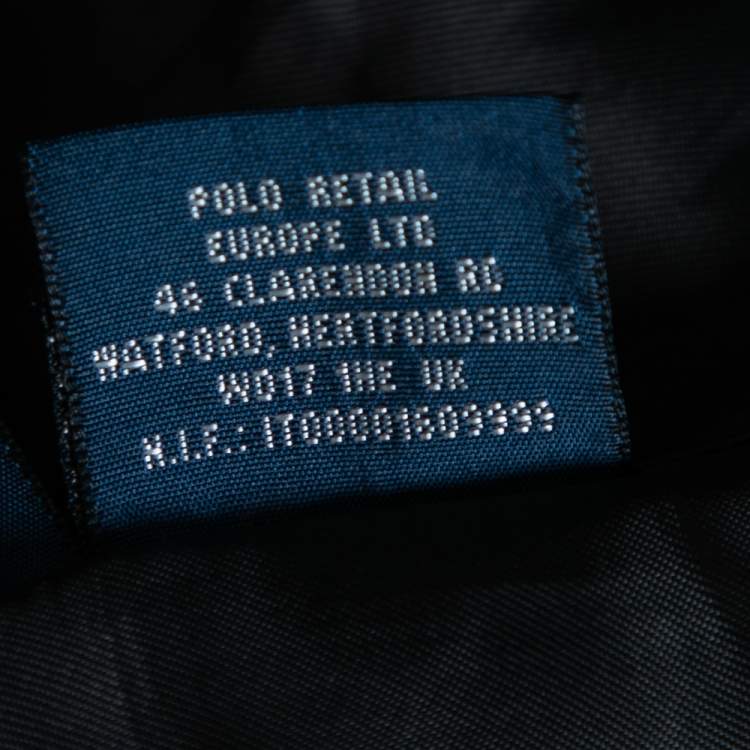 POLO RETAIL
EUROPE LTD
48 CLARENDON RD
WATFORD, HERTFORDSHIRE
WD17 1HE UK
N.I.F.: IT00001609999